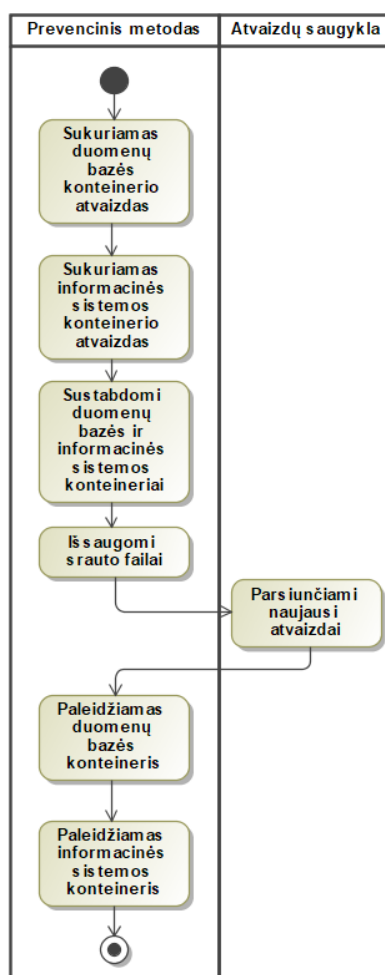 Prevencinis metodas
Atvaizdų saugykla
Sukuriamas
duomenų
bazės
konteinerio
atvaizdas
Sukuriamas
informacinės
sistemos
konteinerio
atvaizdas
Sustabdomi
duomenų
bazės ir
informacinės
sistemos
konteineriai
Išsaugomi
srauto failai
Parsiunčiami
naujausi
atvaizdai
Paleidžiamas
duomenų
bazės
konteineris
Paleidžiamas
informacinės
sistemos
konteineris